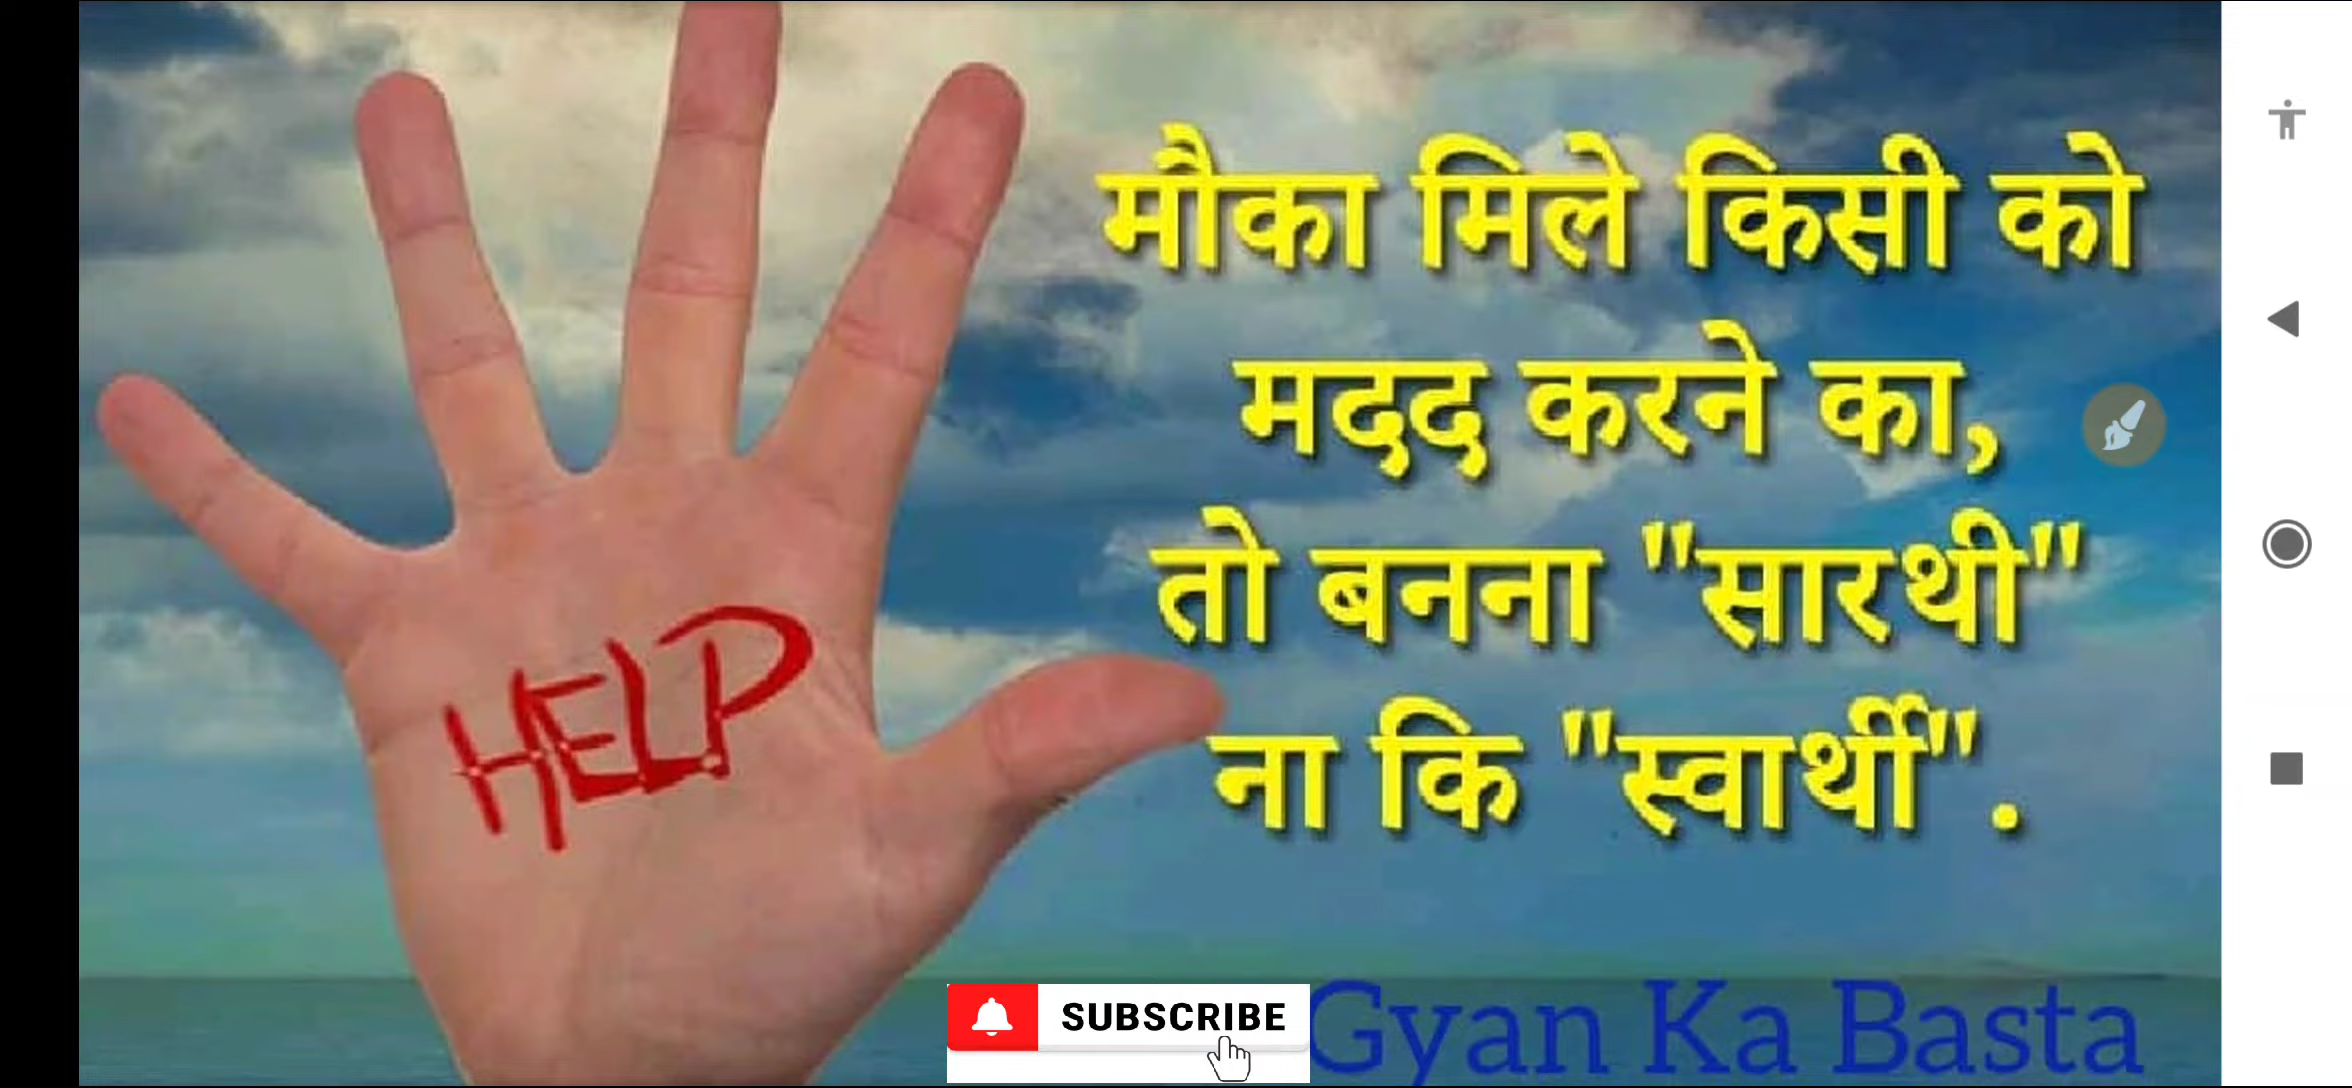 मौका मिले किसी को
मदद करने का,
तो बनना "सारथी"
ना कि "स्वार्थी".
HELP
SUBSCRIBE
Gyan Ka Basta